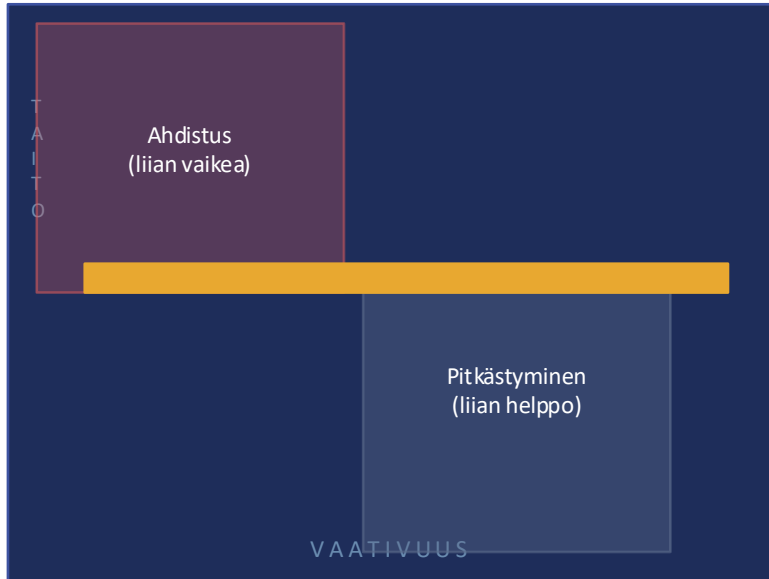 TAITO
Ahdistus
(liian vaikea)
Pitkästyminen
(liian helppo)
VAATIVUUS